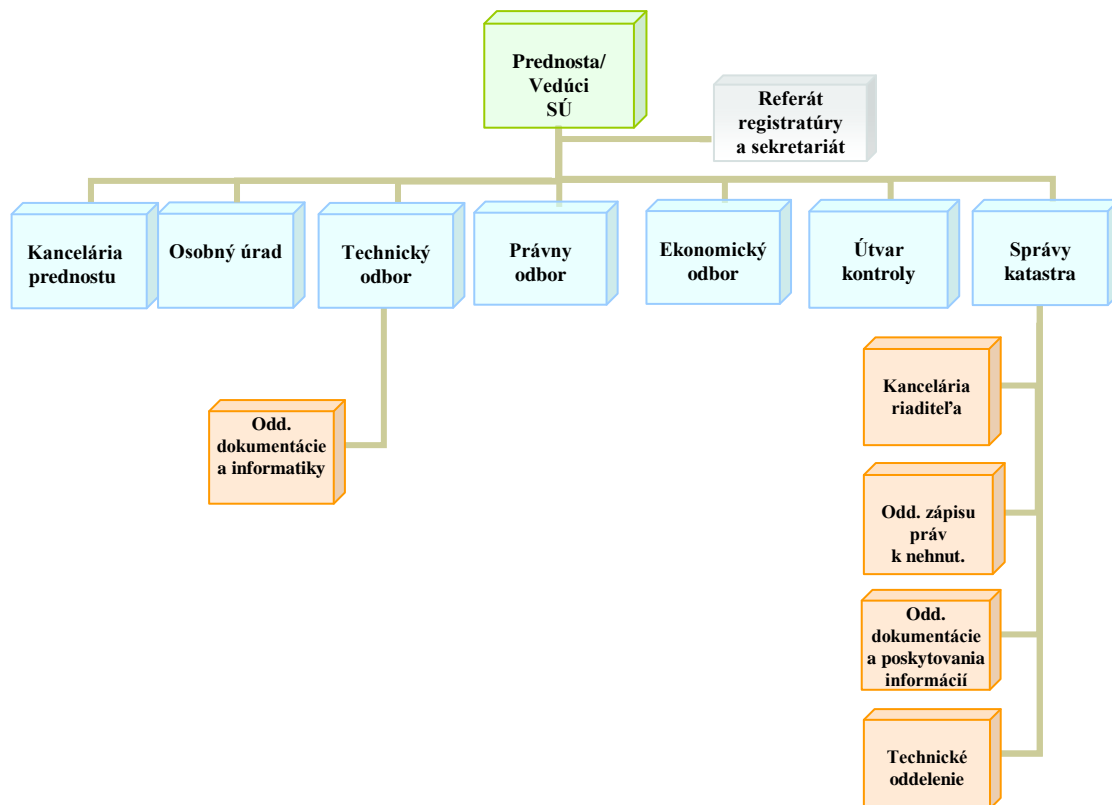 Prednosta/
Vedúci
SÚ
Referát
registratúry
a sekretariát
Kancelária
prednostu
Osobný úrad
Technický
odbor
Právny
odbor
Ekonomický
odbor
Útvar
kontroly
Správy
katastra
Odd.
dokumentácie
a informatiky
Kancelária
riaditeľa
Odd. zápisu
práv
k nehnut.
Odd.
dokumentácie
a poskytovania
informácií
Technické
oddelenie